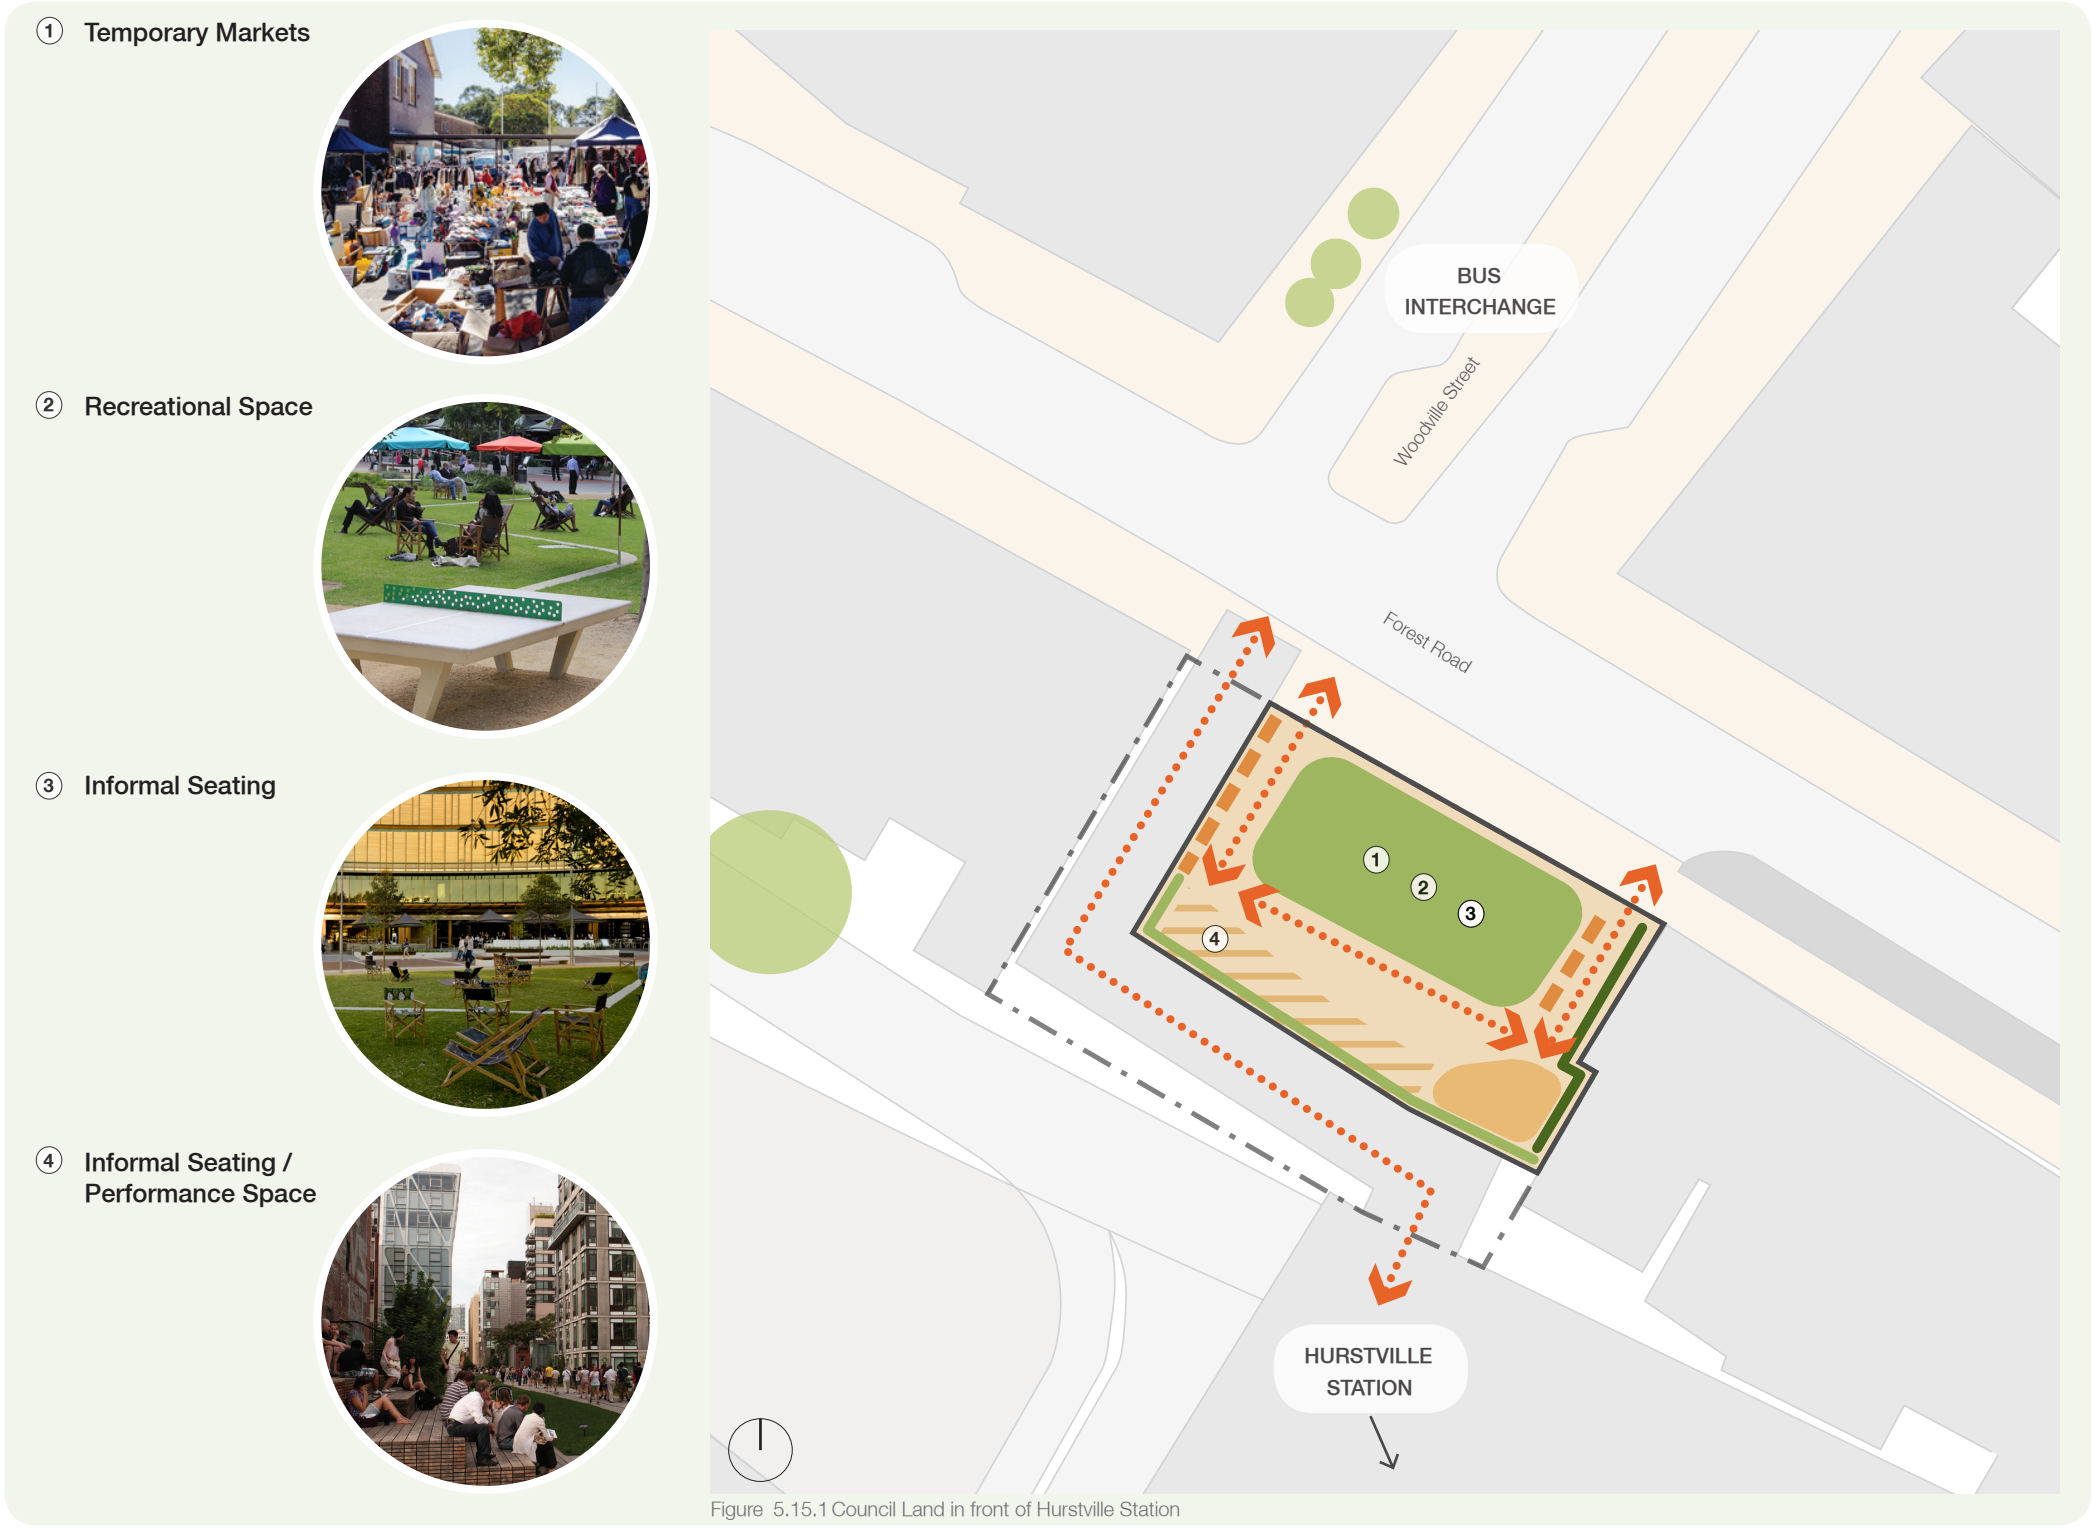 1 Temporary Markets
2 Recreational Space
3 Informal Seating
4 Informal Seating /
Performance Space
BUS
INTERCHANGE
Woodville Street
Forest Road
1
2
3
4
HURSTVILLE
STATION
Figure 5.15.1 Council Land in front of Hurstville Station